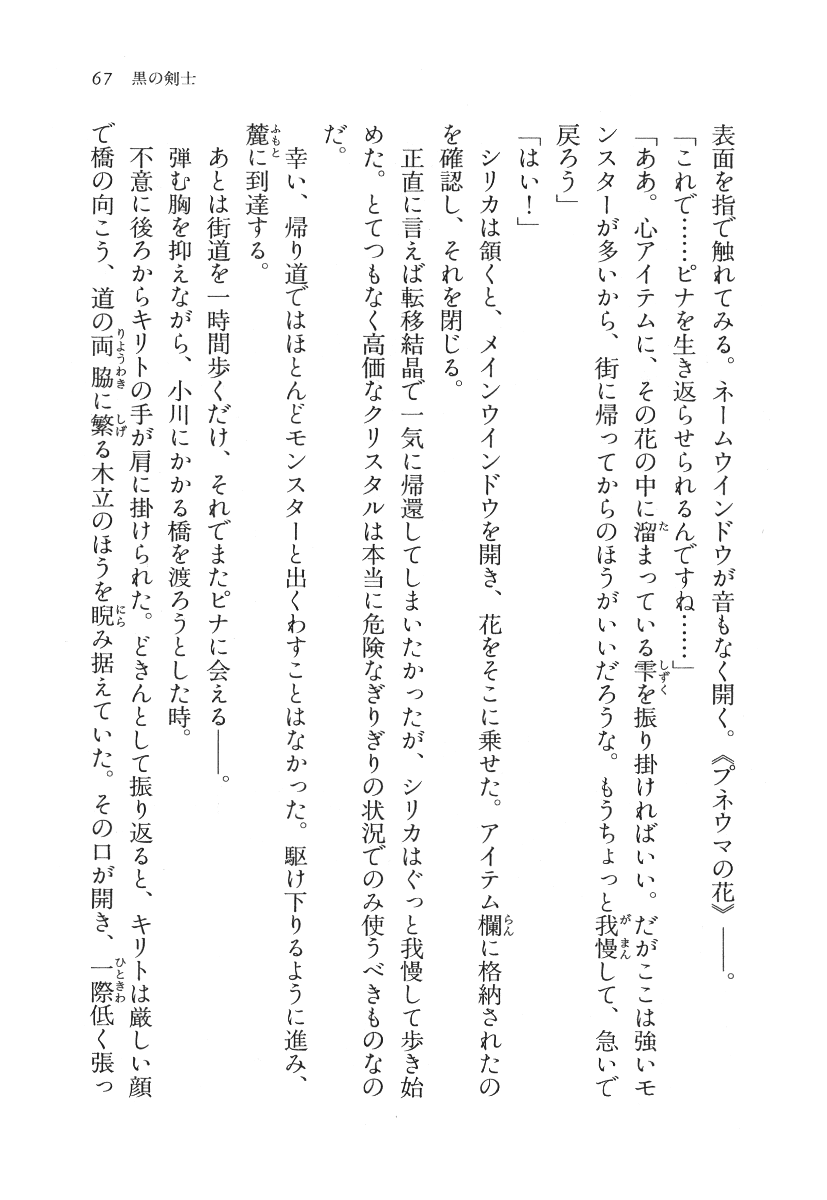 67　黒の剣士
表面を指で触れてみる。ネームウインドウが音もなく開く。《プネウマの花》――。
「これで……ピナを生き返らせられるんですね……」
「ああ。心アイテムに、その花の中に溜まっている雫を振り掛ければいい。だがここは強いモ
ンスターが多いから、街に帰ってからのほうがいいだろうな。もうちょっと我慢して、急いで
戻ろう」
「はい！」
　シリカは頷くと、メインウインドウを開き、花をそこに乗せた。アイテム欄に格納されたの
を確認し、それを閉じる。
　正直に言えば転移結晶で一気に帰還してしまいたかったが、シリカはぐっと我慢して歩き始
めた。とてつもなく高価なクリスタルは本当に危険なぎりぎりの状況でのみ使うべきものなの
だ。
　幸い、帰り道ではほとんどモンスターと出くわすことはなかった。駆け下りるように進み、
麓に到達する。
　あとは街道を一時間歩くだけ、それでまたピナに会える――。
　弾む胸を抑えながら、小川にかかる橋を渡ろうとした時。
　不意に後ろからキリトの手が肩に掛けられた。どきんとして振り返ると、キリトは厳しい顔
で橋の向こう、道の両脇に繁る木立のほうを睨み据えていた。その口が開き、一際低く張っ